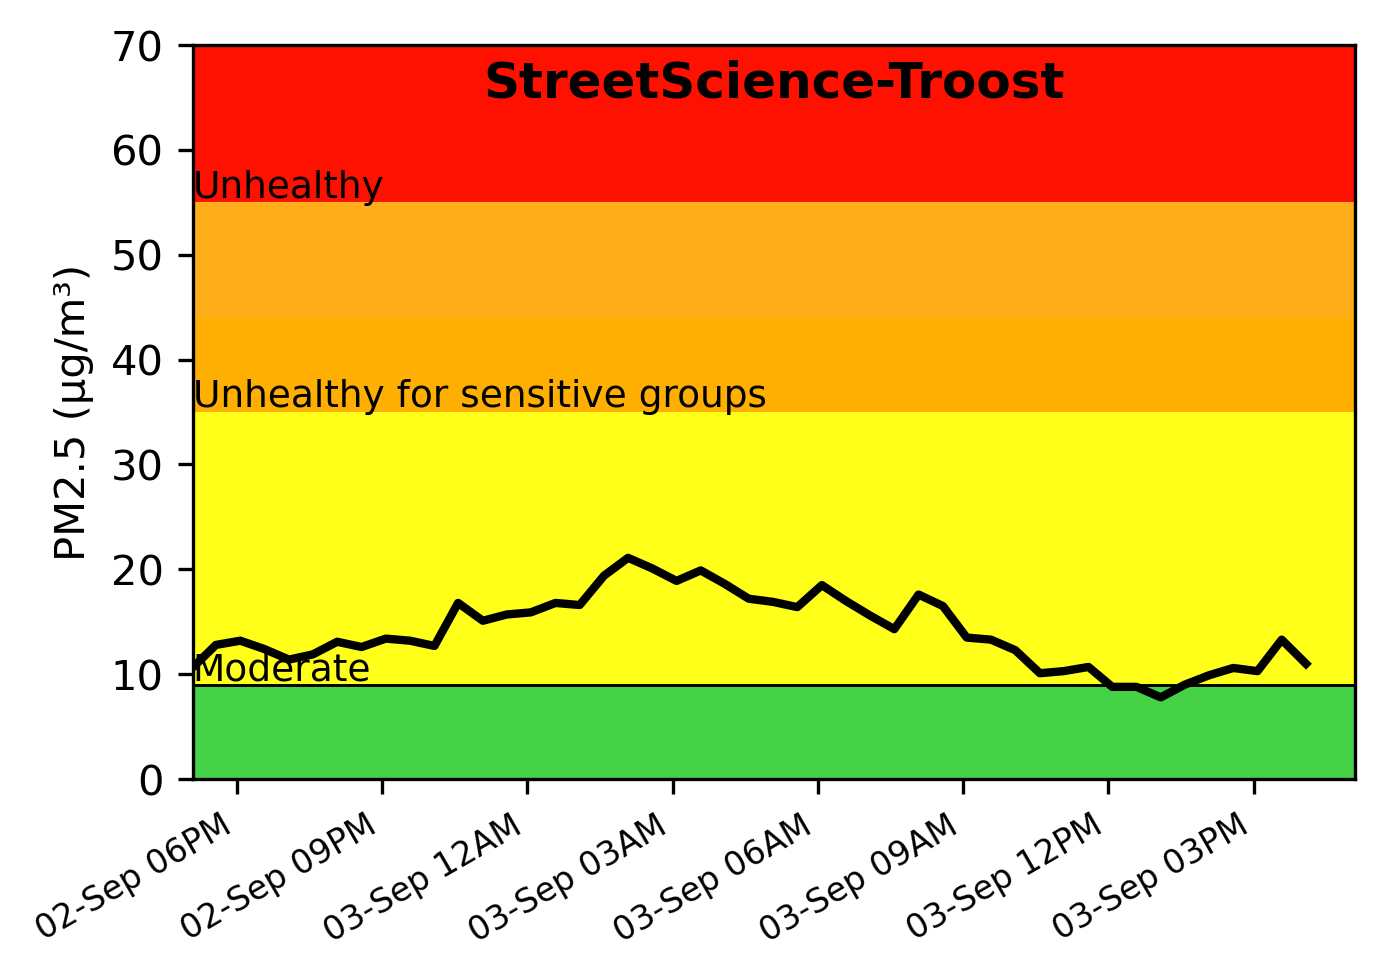 StreetScience-Troost
70
60
50
40
30
20
10
0
PM2.5 (μg/m³)
Unhealthy
Unhealthy for sensitive groups
Moderate
02-Sep 06PM
02-Sep 09PM
03-Sep 12AM
03-Sep 03AM
03-Sep 06AM
03-Sep 09AM
03-Sep 12PM
03-Sep 03PM